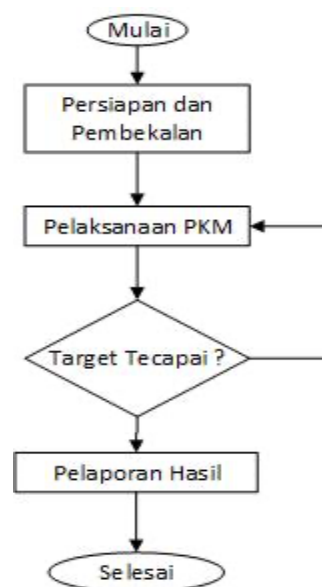 Mulai
Persiapan dan
Pembekalan
Pelaksanaan PKM
Target Tecapai ?
Pelaporan Hasil
Selesai